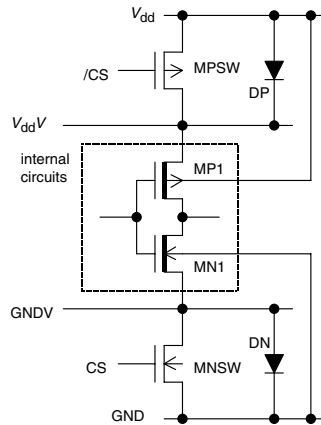 Vdd
MPSW
/CS
DP
VddV
internal
circuits
MP1
MN1
GNDV
DN
CS
MNSW
GND